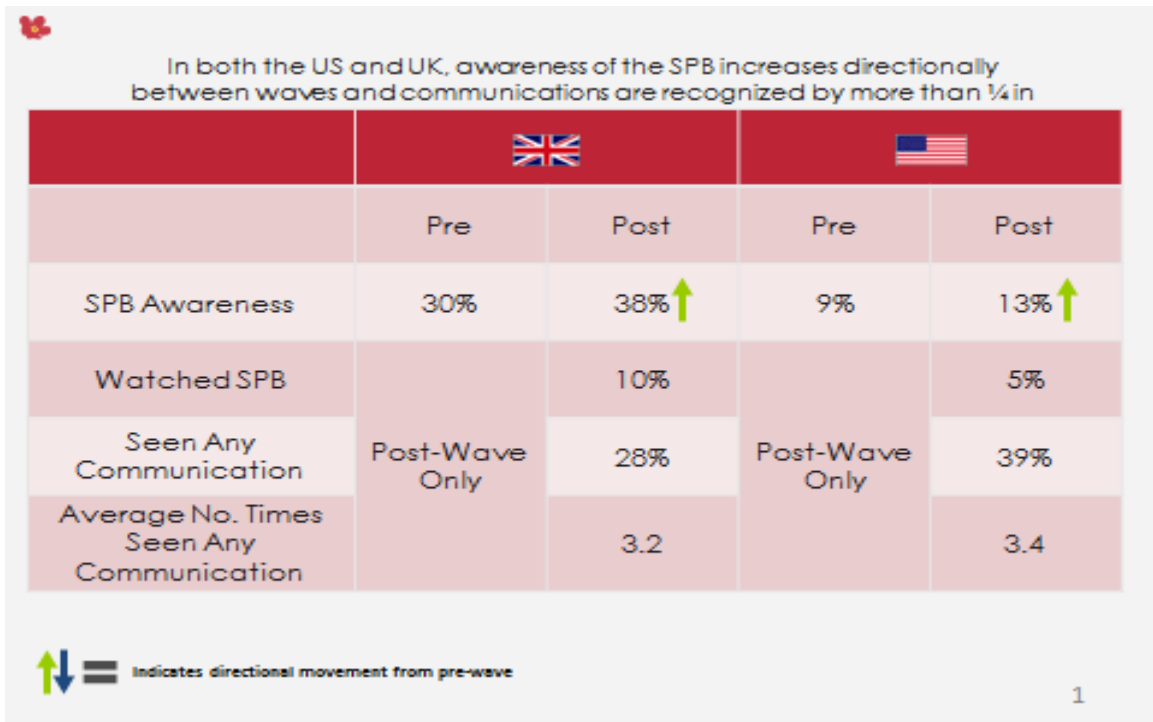 In both the US and UK, awareness of the SPB increases directionally
between waves and communications are recognized by more than ¼ in
Pre Post Pre Post
SPB Awareness 30% 38% 9% 13%
Watched SPB 10% 5%
Seen Any
Communication
Post-Wave
Only
28%
Post-Wave
Only
39%
Average No. Times
Seen Any
Communication
3.2 3.4
Indicates directional movement from pre-wave
1